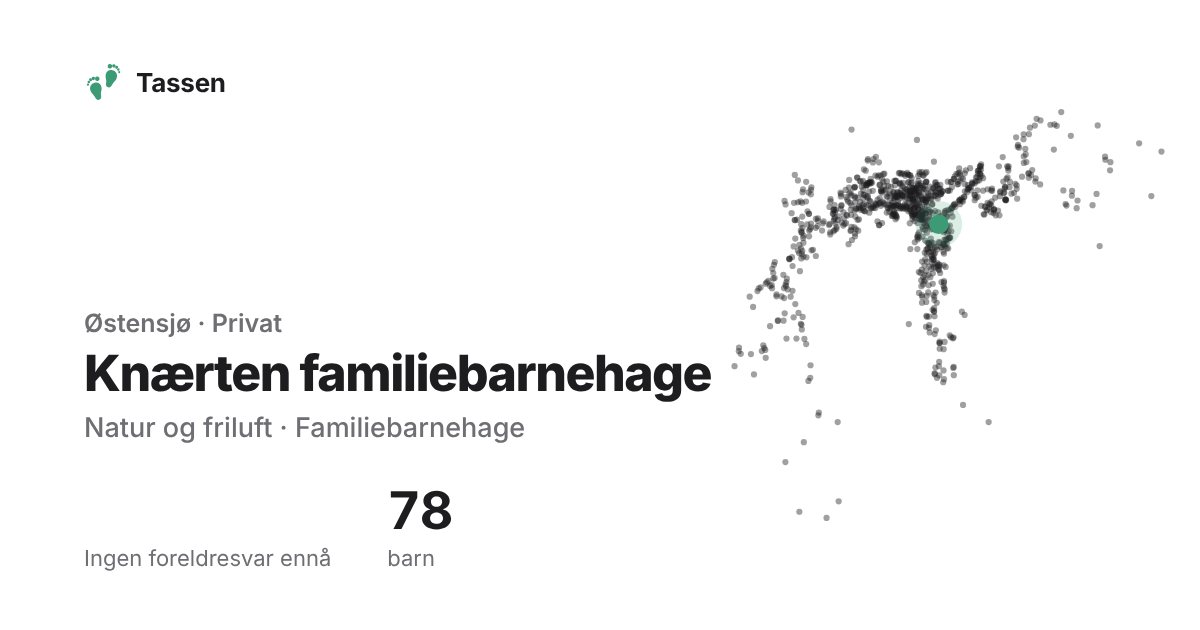 Tassen
Østensjø · Privat
Knærten familiebarnehage
Natur og friluft · Familiebarnehage
78
Ingen foreldresvar ennå
barn